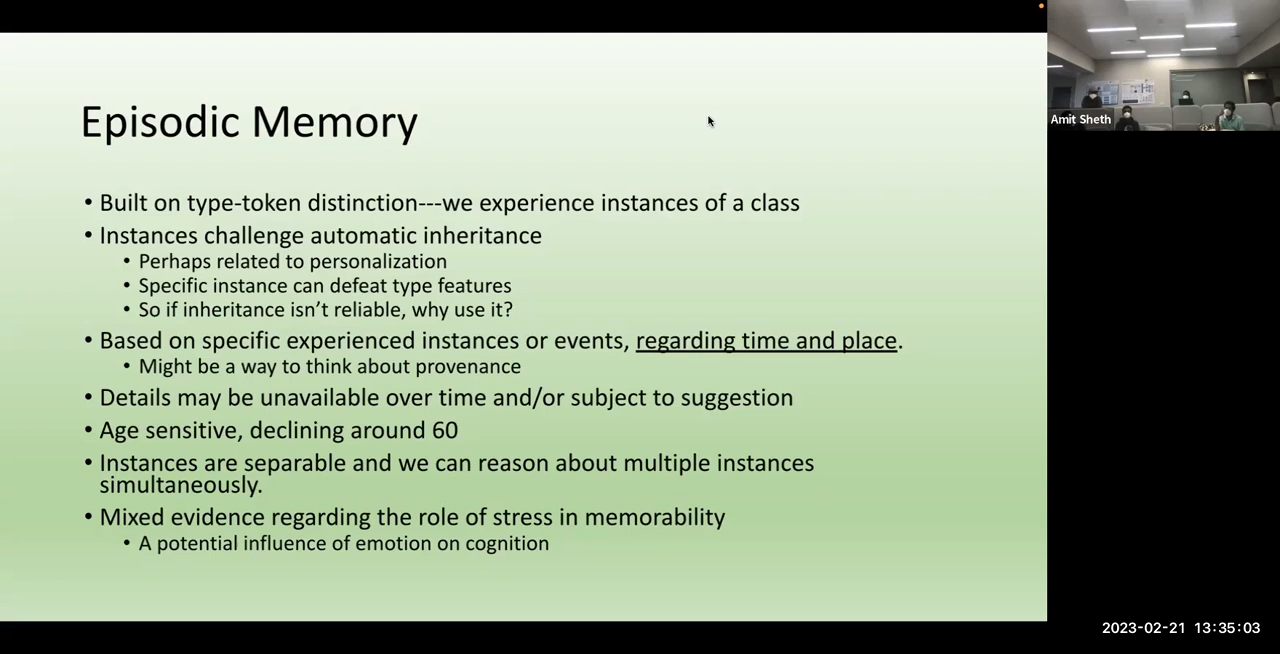 Episodic Memory
• Built on type-token distinction---we experience instances of a class
• Instances challenge automatic inheritance
• Perhaps related to personalization
• Specific instance can defeat type features
• So if inheritance isn’t reliable, why use it?
• Based on specific experienced instances or events, regarding time and place.
• Might be a way to think about provenance
• Details may be unavailable over time and/or subject to suggestion
• Age sensitive, declining around 60
• Instances are separable and we can reason about multiple instances
simultaneously.
• Mixed evidence regarding the role of stress in memorability
• A potential influence of emotion on cognition
Amit Sheth
2023-02-21 13:35:03